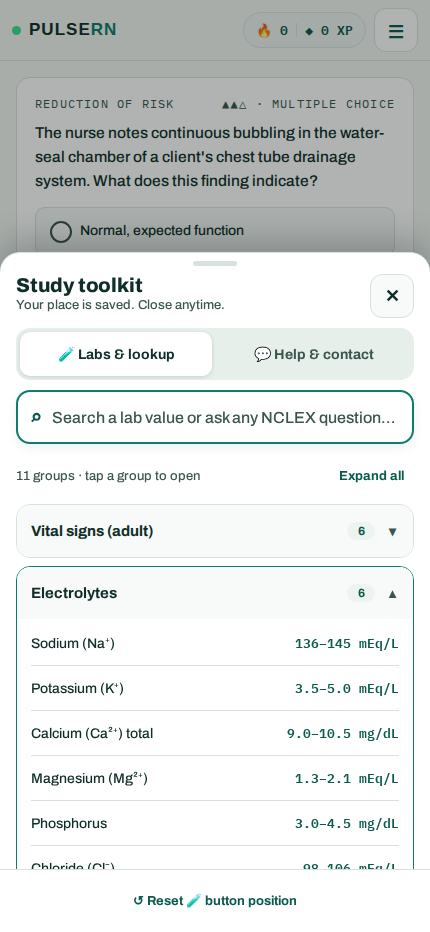 PULSERN
🔥 0 ◆ 0 XP ☰
REDUCTION OF RISK ▲▲△ · MULTIPLE CHOICE
The nurse notes continuous bubbling in the water-
seal chamber of a client's chest tube drainage
system. What does this finding indicate?
Normal, expected function
Study toolkit
Your place is saved. Close anytime.
✕
🧪 Labs & lookup 💬 Help & contact
Search a lab value or ask any NCLEX question…
11 groups · tap a group to open Expand all
Vital signs (adult) 6 ▼
Electrolytes 6 ▲
Sodium (Na⁺) 136–145 mEq/L
Potassium (K⁺) 3.5–5.0 mEq/L
Calcium (Ca²⁺) total 9.0–10.5 mg/dL
Magnesium (Mg²⁺) 1.3–2.1 mEq/L
Phosphorus 3.0–4.5 mg/dL
Chloride (Cl⁻) 98–106 mEq/L
↺ Reset 🧪 button position